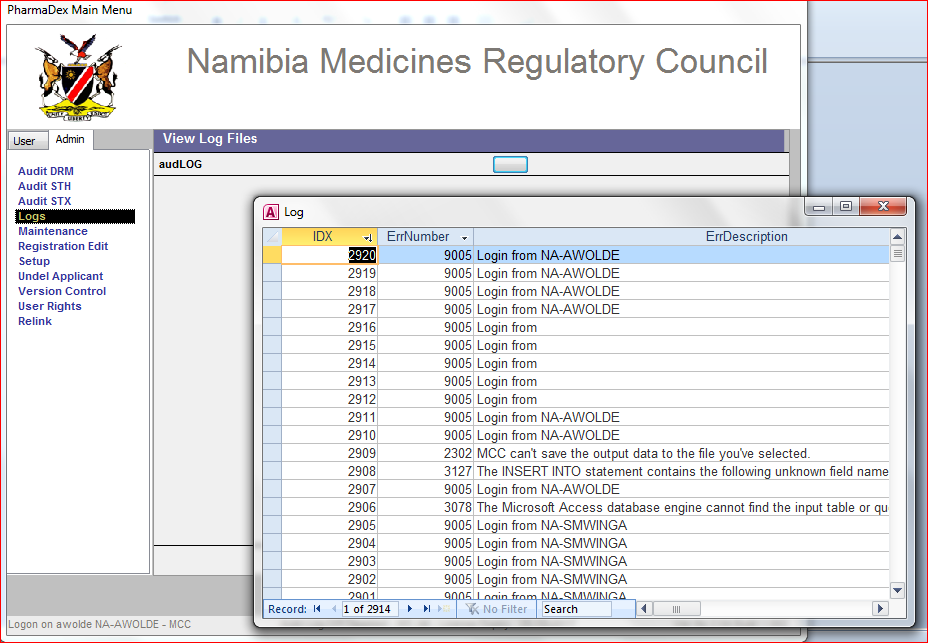 PharmaDex Main Menu
Namibia Medicines Regulatory Council
User Admin
View Log Files
audLOG
Audit DRM
Audit STH
Audit STX
Logs
Maintenance
Registration Edit
Setup
Undel Applicant
Version Control
User Rights
Relink
Log
IDX ErrNumber ErrDescription
2920 9005 Login from NA-AWOLDE
2919 9005 Login from NA-AWOLDE
2918 9005 Login from NA-AWOLDE
2917 9005 Login from NA-AWOLDE
2916 9005 Login from
2915 9005 Login from
2914 9005 Login from
2913 9005 Login from
2912 9005 Login from
2911 9005 Login from NA-AWOLDE
2910 9005 Login from NA-AWOLDE
2909 2302 MCC can't save the output data to the file you've selected.
2908 3127 The INSERT INTO statement contains the following unknown field name
2907 9005 Login from NA-AWOLDE
2906 3078 The Microsoft Access database engine cannot find the input table or qu
2905 9005 Login from NA-SMWINGA
2904 9005 Login from NA-SMWINGA
2903 9005 Login from NA-SMWINGA
2902 9005 Login from NA-SMWINGA
2901 9005 Login from NA-SMWINGA
Record: 1 of 2914 No Filter Search
Logon on awolde NA-AWOLDE - MCC